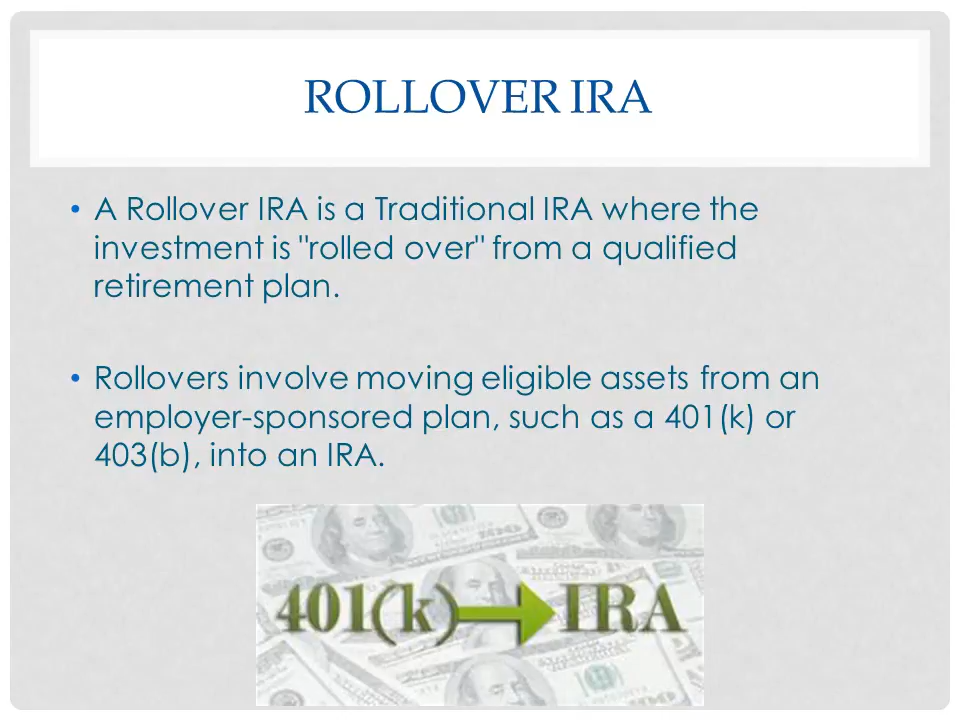 ROLLOVER IRA
• A Rollover IRA is a Traditional IRA where the
investment is "rolled over" from a qualified
retirement plan.
• Rollovers involve moving eligible assets from an
employer-sponsored plan, such as a 401(k) or
403(b), into an IRA.
401(k) IRA